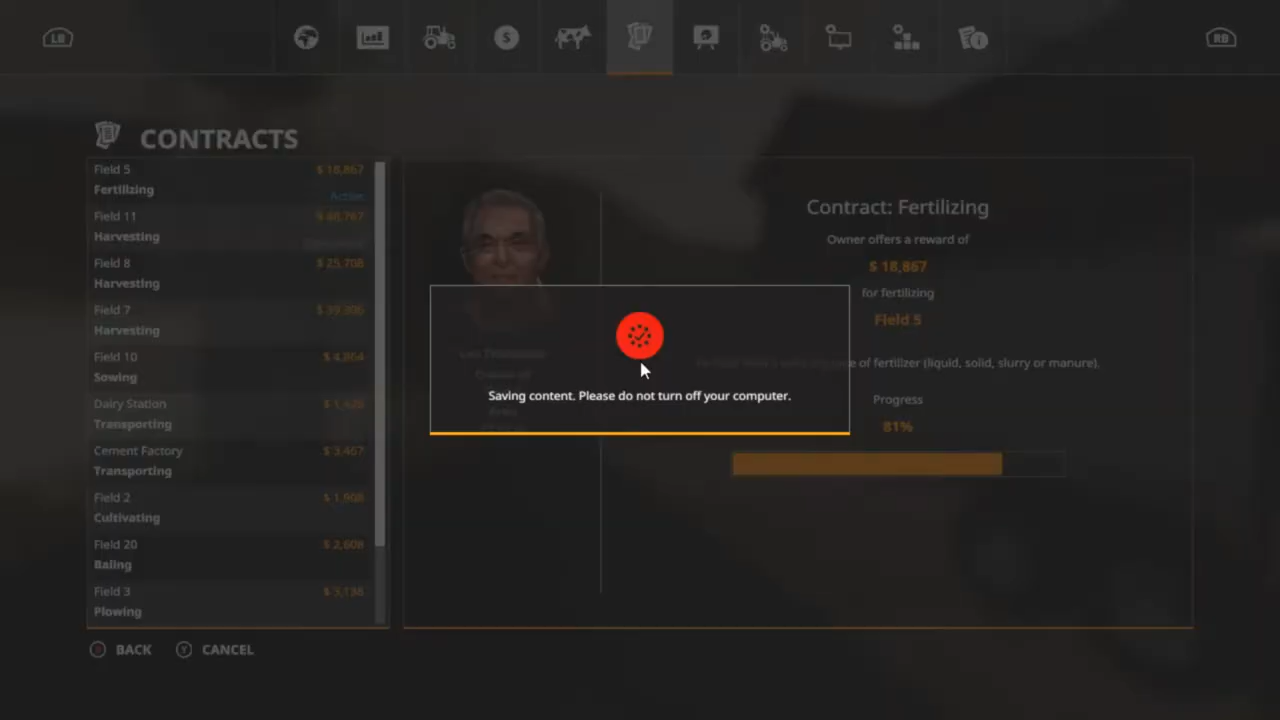 LB
RB
CONTRACTS
Field 5 $ 18,867
Fertilizing
Active
Field 11
Harvesting
Field 8 $ 25,708
Harvesting
Field 7 $ 39,306
Harvesting
Field 10 $ 4,864
Sowing
Dairy Station
Transporting
Cement Factory $ 3,467
Transporting
Field 2 $ 1,908
Cultivating
Field 20 $ 2,608
Baling
Field 3 $ 3,138
Plowing
Contract: Fertilizing
Owner offers a reward of
$ 18,867
for fertilizing
Field 5
of fertilizer (liquid, solid, slurry or manure).
Progress
81%
Saving content. Please do not turn off your computer.
BACK
Y CANCEL